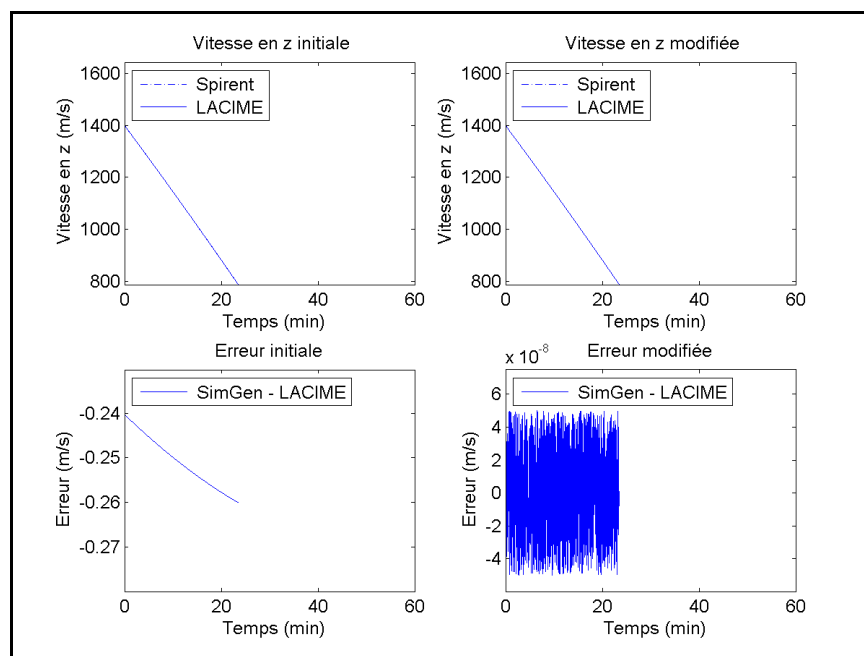 Vitesse en z initiale
1600
1400
1200
1000
800
Vitesse en z (m/s)
Spirent
LACIME
0 20 40 60
Temps (min)
Vitesse en z modifiée
1600
1400
1200
1000
800
Vitesse en z (m/s)
Spirent
LACIME
0 20 40 60
Temps (min)
Erreur initiale
-0.24
-0.25
-0.26
-0.27
Erreur (m/s)
SimGen - LACIME
0 20 40 60
Temps (min)
x 10-8
Erreur modifiée
6
4
2
0
-2
-4
Erreur (m/s)
SimGen - LACIME
0 20 40 60
Temps (min)